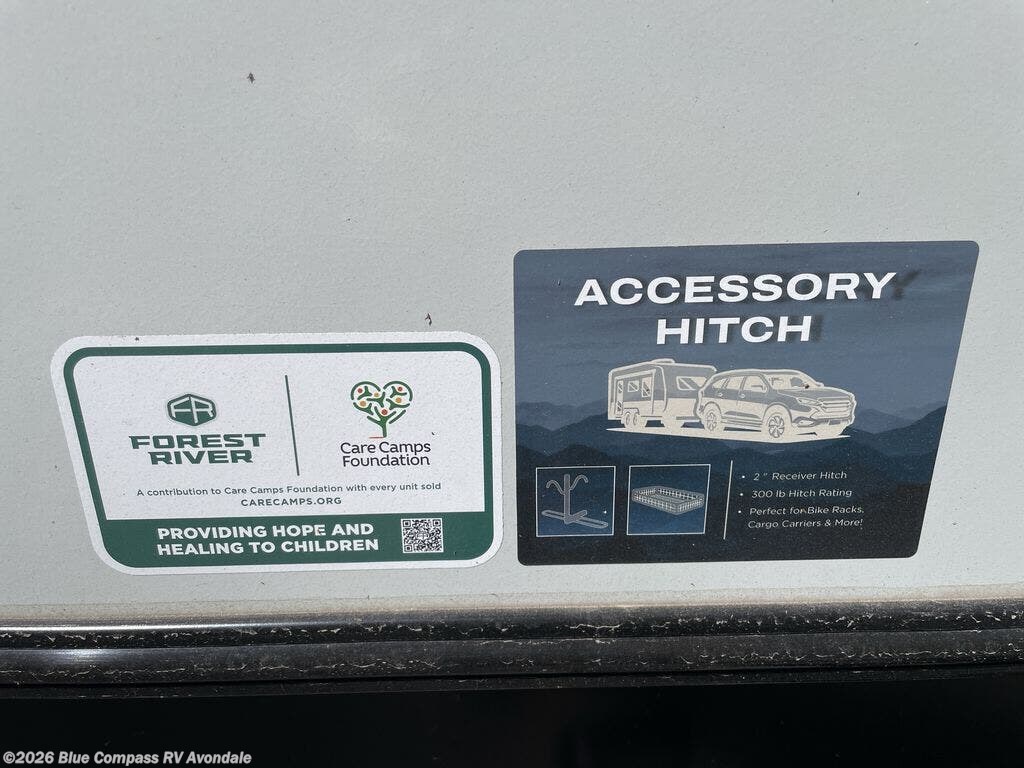 ACCESSORY
HITCH
• 2" Receiver Hitch
• 300 lb Hitch Rating
• Perfect for Bike Racks,
Cargo Carriers & More!
FR
FOREST
RIVER
Care Camps
Foundation
A contribution to Care Camps Foundation with every unit sold
CARECAMPS.ORG
PROVIDING HOPE AND
HEALING TO CHILDREN
©2026 Blue Compass RV Avondale